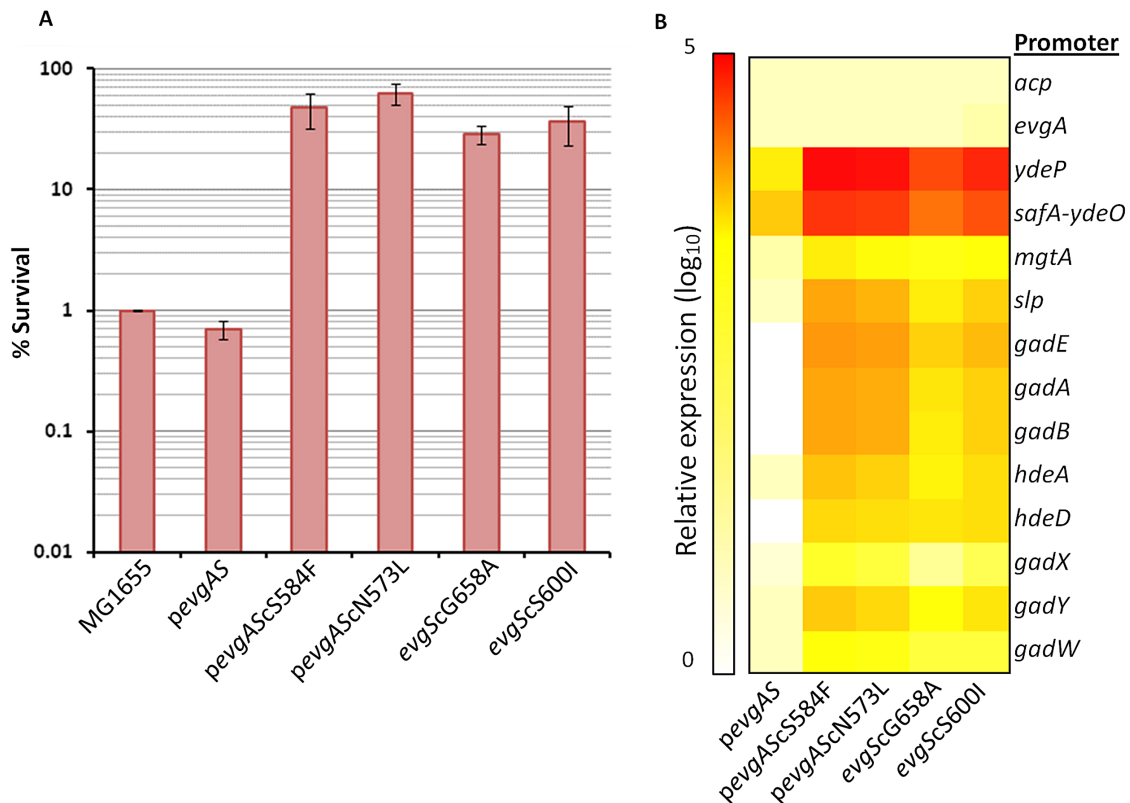 A
% Survival
100
10
1
0.1
0.01
MG1655
pevgAS
pevgAScS584F
pevgAScN573L
evgScG658A
evgScS600I
B
Relative expression (log10)
5
0
Promoter
acp
evgA
ydeP
safA-ydeO
mgtA
slp
gadE
gadA
gadB
hdeA
hdeD
gadX
gadY
gadW
pevgAS
pevgAScS584F
pevgAScN573L
evgScG658A
evgScS600I